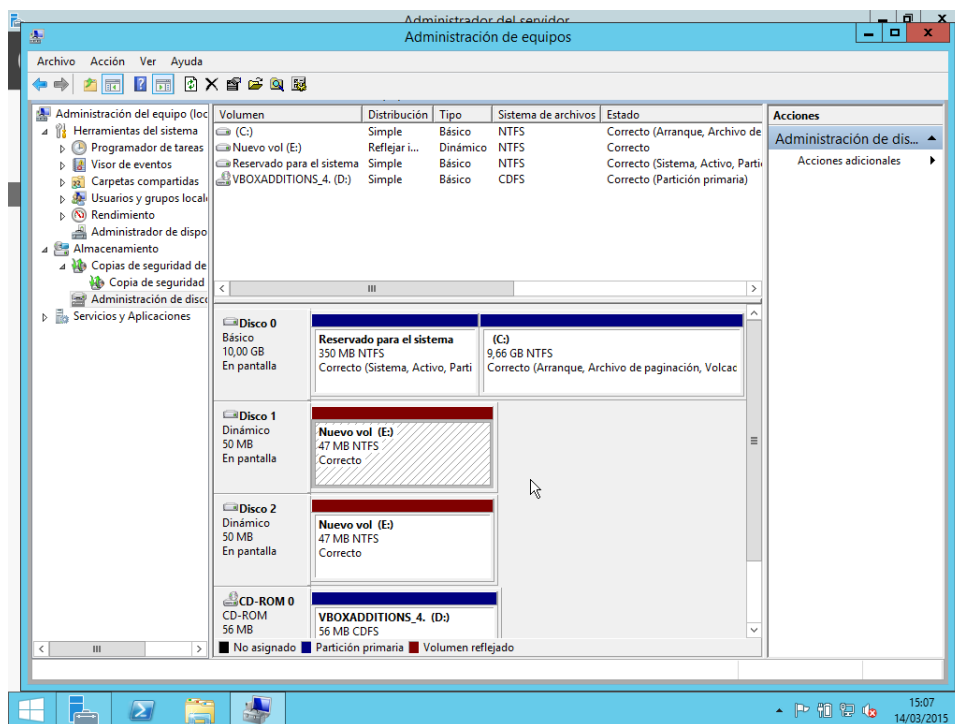 Administrador del servidor
Administración de equipos
Archivo Acción Ver Ayuda
Administración del equipo (loc
Herramientas del sistema
Programador de tareas
Visor de eventos
Carpetas compartidas
Usuarios y grupos local
Rendimiento
Administrador de dispo
Almacenamiento
Copias de seguridad de
Copia de seguridad
Administración de disco
Servicios y Aplicaciones
Volumen Distribución Tipo Sistema de archivos Estado
(C:) Simple Básico NTFS Correcto (Arranque, Archivo de
Nuevo vol (E:) Reflejar i... Dinámico NTFS Correcto
Reservado para el sistema Simple Básico NTFS Correcto (Sistema, Activo, Parti
VBOXADDITIONS_4. (D:) Simple Básico CDFS Correcto (Partición primaria)
Disco 0
Básico
10,00 GB
En pantalla
Reservado para el sistema
350 MB NTFS
Correcto (Sistema, Activo, Parti
(C:)
9,66 GB NTFS
Correcto (Arranque, Archivo de paginación, Volcad
Disco 1
Dinámico
50 MB
En pantalla
Nuevo vol (E:)
47 MB NTFS
Correcto
Disco 2
Dinámico
50 MB
En pantalla
Nuevo vol (E:)
47 MB NTFS
Correcto
CD-ROM 0
CD-ROM
56 MB
VBOXADDITIONS_4. (D:)
56 MB CDFS
No asignado Partición primaria Volumen reflejado
Acciones
Administración de dis...
Acciones adicionales
15:07
14/03/2015